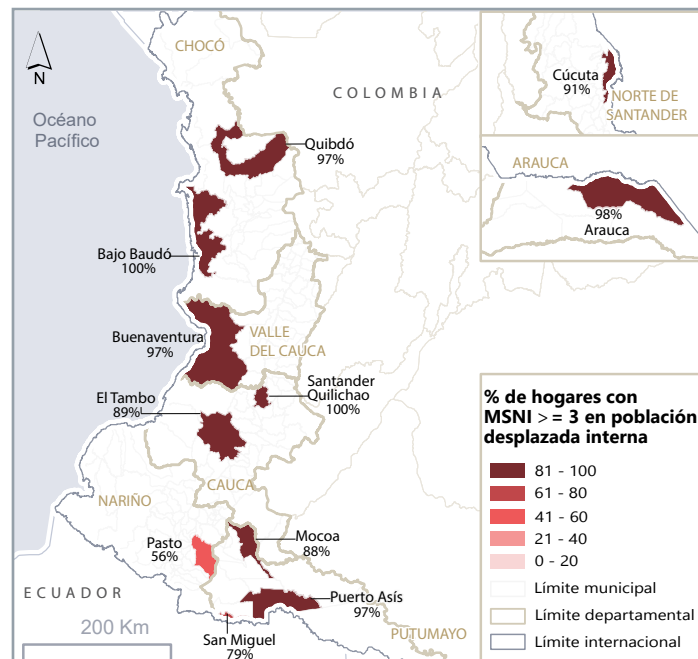 N
CHOCÓ
COLOMBIA
Océano
Pacífico
Quibdó
97%
Bajo Baudó
100%
Buenaventura
97%
VALLE
DEL CAUCA
El Tambo
89%
Santander
Quilichao
100%
CAUCA
NARIÑO
Pasto
56%
Mocoa
88%
ECUADOR
Puerto Asís
97%
San Miguel
79%
PUTUMAYO
200 Km
Cúcuta
91%
NORTE DE
SANTANDER
ARAUCA
98%
Arauca
% de hogares con
MSNI >= 3 en población
desplazada interna
81 - 100
61 - 80
41 - 60
21 - 40
0 - 20
Límite municipal
Límite departamental
Límite internacional